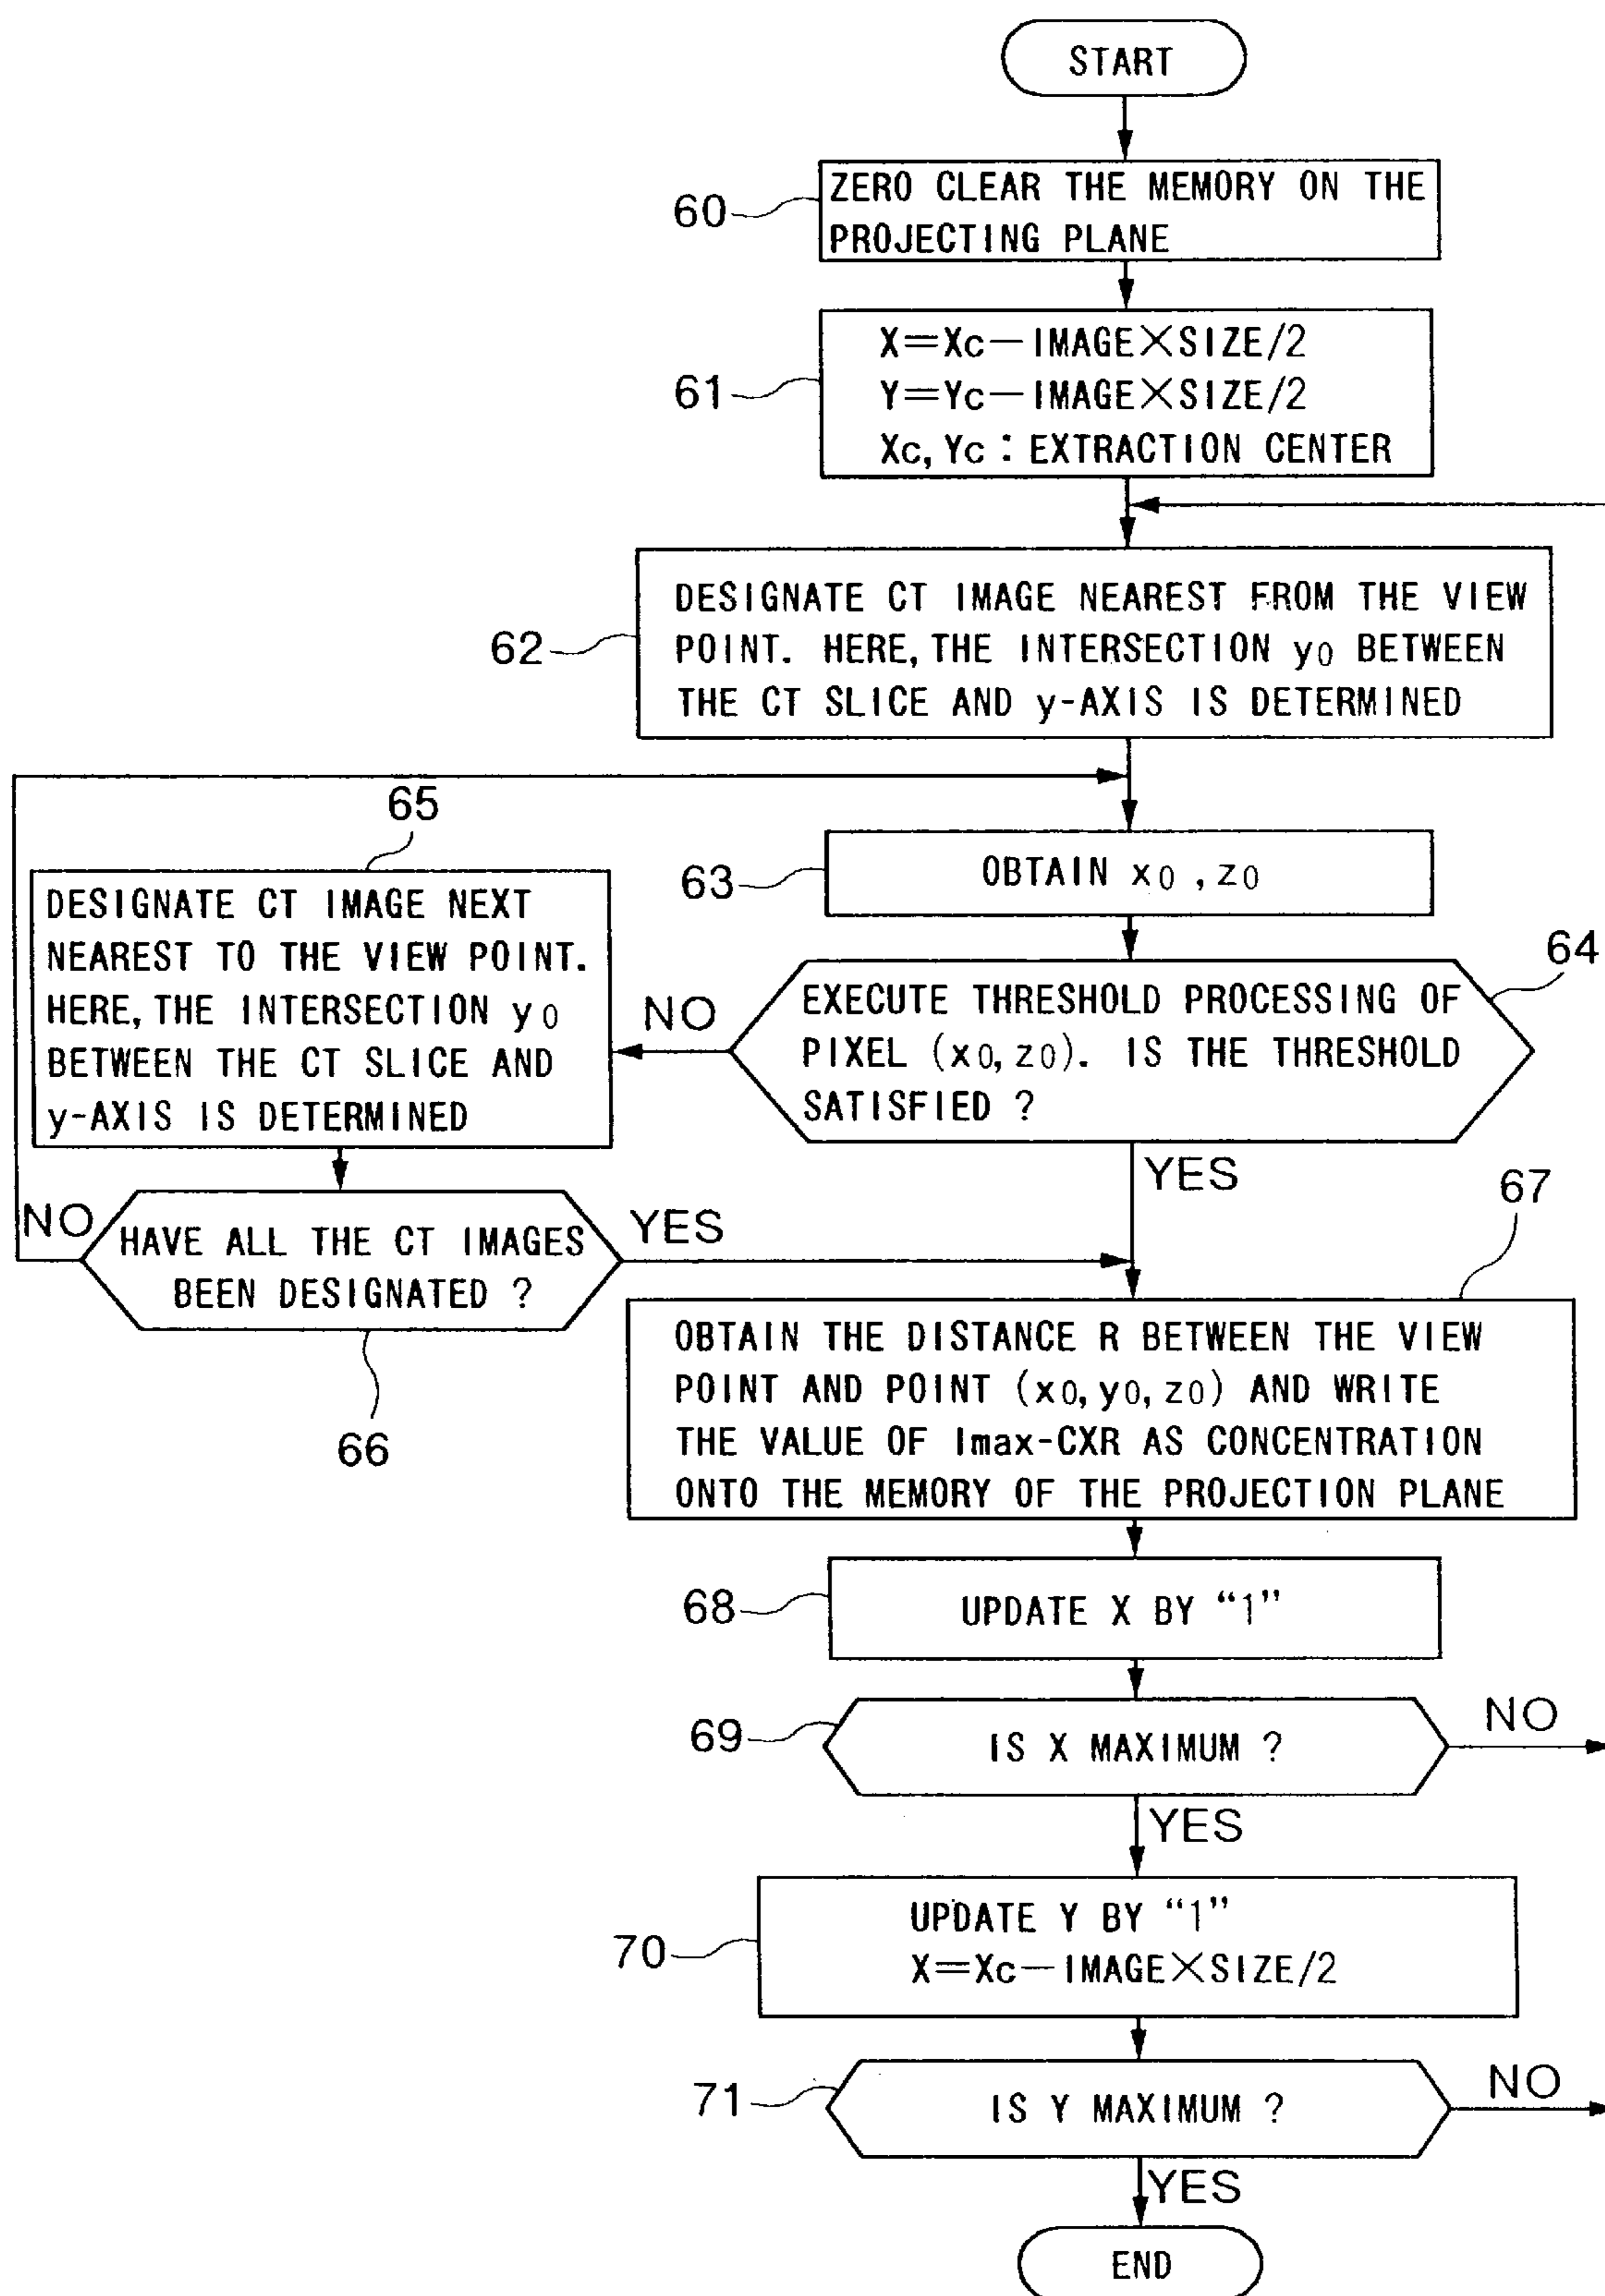 START
60
ZERO CLEAR THE MEMORY ON THE
PROJECTING PLANE
61
X=Xc−IMAGE×SIZE/2
Y=Yc−IMAGE×SIZE/2
Xc, Yc : EXTRACTION CENTER
62
DESIGNATE CT IMAGE NEAREST FROM THE VIEW
POINT. HERE, THE INTERSECTION y0 BETWEEN
THE CT SLICE AND y-AXIS IS DETERMINED
63
OBTAIN x0 , z0
64
EXECUTE THRESHOLD PROCESSING OF
PIXEL (x0, z0). IS THE THRESHOLD
SATISFIED ?
NO
YES
65
DESIGNATE CT IMAGE NEXT
NEAREST TO THE VIEW POINT.
HERE, THE INTERSECTION y0
BETWEEN THE CT SLICE AND
y-AXIS IS DETERMINED
NO
HAVE ALL THE CT IMAGES
BEEN DESIGNATED ?
YES
66
67
OBTAIN THE DISTANCE R BETWEEN THE VIEW
POINT AND POINT (x0, y0, z0) AND WRITE
THE VALUE OF Imax-CXR AS CONCENTRATION
ONTO THE MEMORY OF THE PROJECTION PLANE
68
UPDATE X BY “1”
69
IS X MAXIMUM ?
NO
YES
70
UPDATE Y BY “1”
X=Xc−IMAGE×SIZE/2
71
IS Y MAXIMUM ?
NO
YES
END